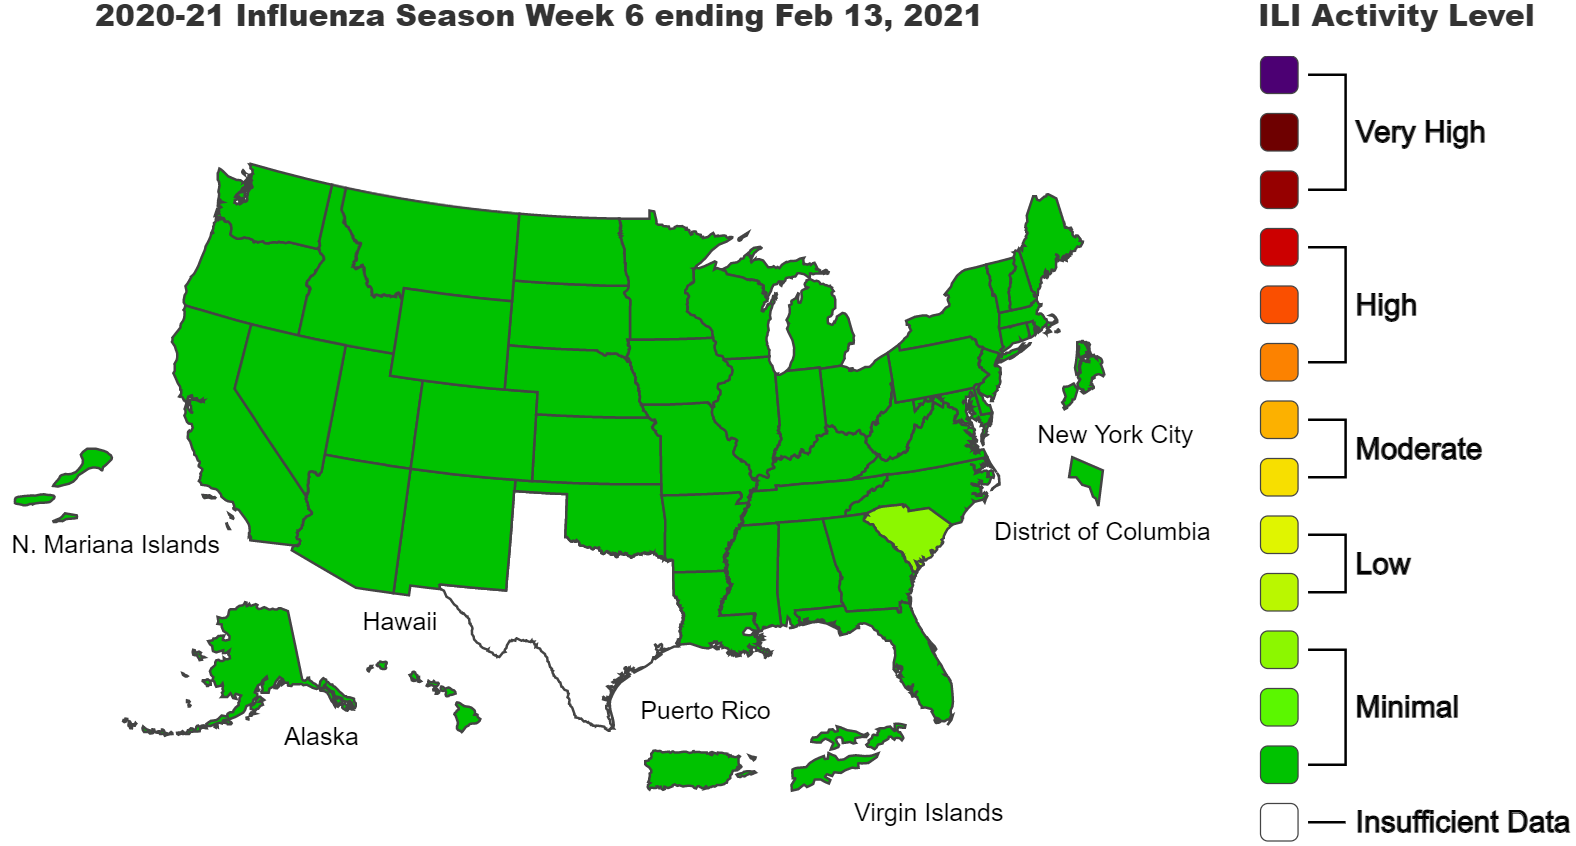 2020-21 Influenza Season Week 6 ending Feb 13, 2021
ILI Activity Level
Very High
High
Moderate
Low
Minimal
Insufficient Data
New York City
District of Columbia
N. Mariana Islands
Hawaii
Alaska
Puerto Rico
Virgin Islands